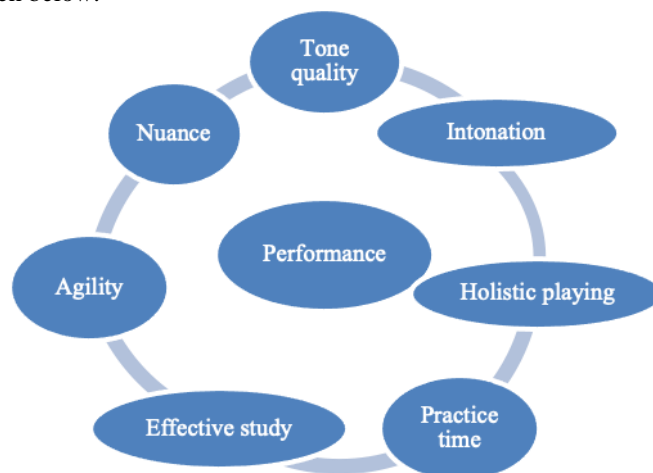 Tone
quality
Nuance
Intonation
Performance
Agility
Holistic playing
Effective study
Practice
time